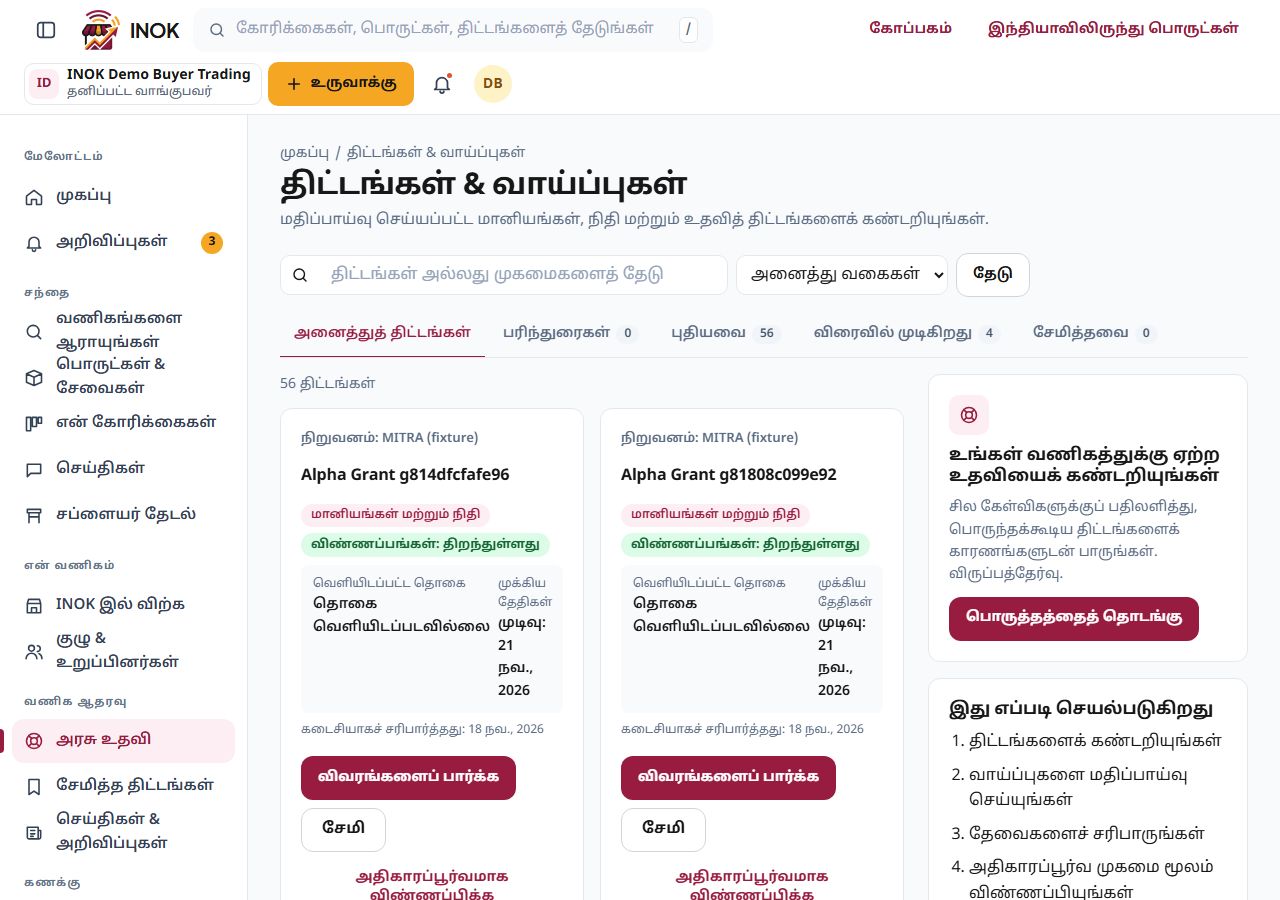 INOK
கோரிக்கைகள், பொருட்கள், திட்டங்களைத் தேடுங்கள்
/
கோப்பகம்
இந்தியாவிலிருந்து பொருட்கள்
ID
INOK Demo Buyer Trading
தனிப்பட்ட வாங்குபவர்
+ உருவாக்கு
DB
மேலோட்டம்
முகப்பு
அறிவிப்புகள்
3
சந்தை
வணிகங்களை
ஆராயுங்கள்
பொருட்கள் &
சேவைகள்
என் கோரிக்கைகள்
செய்திகள்
சப்ளையர் தேடல்
என் வணிகம்
INOK இல் விற்க
குழு &
உறுப்பினர்கள்
வணிக ஆதரவு
அரசு உதவி
சேமித்த திட்டங்கள்
செய்திகள் &
அறிவிப்புகள்
கணக்கு
முகப்பு / திட்டங்கள் & வாய்ப்புகள்
திட்டங்கள் & வாய்ப்புகள்
மதிப்பாய்வு செய்யப்பட்ட மானியங்கள், நிதி மற்றும் உதவித் திட்டங்களைக் கண்டறியுங்கள்.
திட்டங்கள் அல்லது முகமைகளைத் தேடு
அனைத்து வகைகள்
தேடு
அனைத்துத் திட்டங்கள்
பரிந்துரைகள் 0
புதியவை 56
விரைவில் முடிகிறது 4
சேமித்தவை 0
56 திட்டங்கள்
நிறுவனம்: MITRA (fixture)
Alpha Grant g814dfcfafe96
மானியங்கள் மற்றும் நிதி
விண்ணப்பங்கள்: திறந்துள்ளது
வெளியிடப்பட்ட தொகை
தொகை
வெளியிடப்படவில்லை
முக்கிய
தேதிகள்
முடிவு:
21
நவ.,
2026
கடைசியாகச் சரிபார்த்தது: 18 நவ., 2026
விவரங்களைப் பார்க்க
சேமி
அதிகாரப்பூர்வமாக
விண்ணப்பிக்க
நிறுவனம்: MITRA (fixture)
Alpha Grant g81808c099e92
மானியங்கள் மற்றும் நிதி
விண்ணப்பங்கள்: திறந்துள்ளது
வெளியிடப்பட்ட தொகை
தொகை
வெளியிடப்படவில்லை
முக்கிய
தேதிகள்
முடிவு:
21
நவ.,
2026
கடைசியாகச் சரிபார்த்தது: 18 நவ., 2026
விவரங்களைப் பார்க்க
சேமி
அதிகாரப்பூர்வமாக
விண்ணப்பிக்க
உங்கள் வணிகத்துக்கு ஏற்ற
உதவியைக் கண்டறியுங்கள்
சில கேள்விகளுக்குப் பதிலளித்து,
பொருந்தக்கூடிய திட்டங்களைக்
காரணங்களுடன் பாருங்கள்.
விருப்பத்தேர்வு.
பொருத்தத்தைத் தொடங்கு
இது எப்படி செயல்படுகிறது
1. திட்டங்களைக் கண்டறியுங்கள்
2. வாய்ப்புகளை மதிப்பாய்வு
செய்யுங்கள்
3. தேவைகளைச் சரிபாருங்கள்
4. அதிகாரப்பூர்வ முகமை மூலம்
விண்ணப்பியுங்கள்